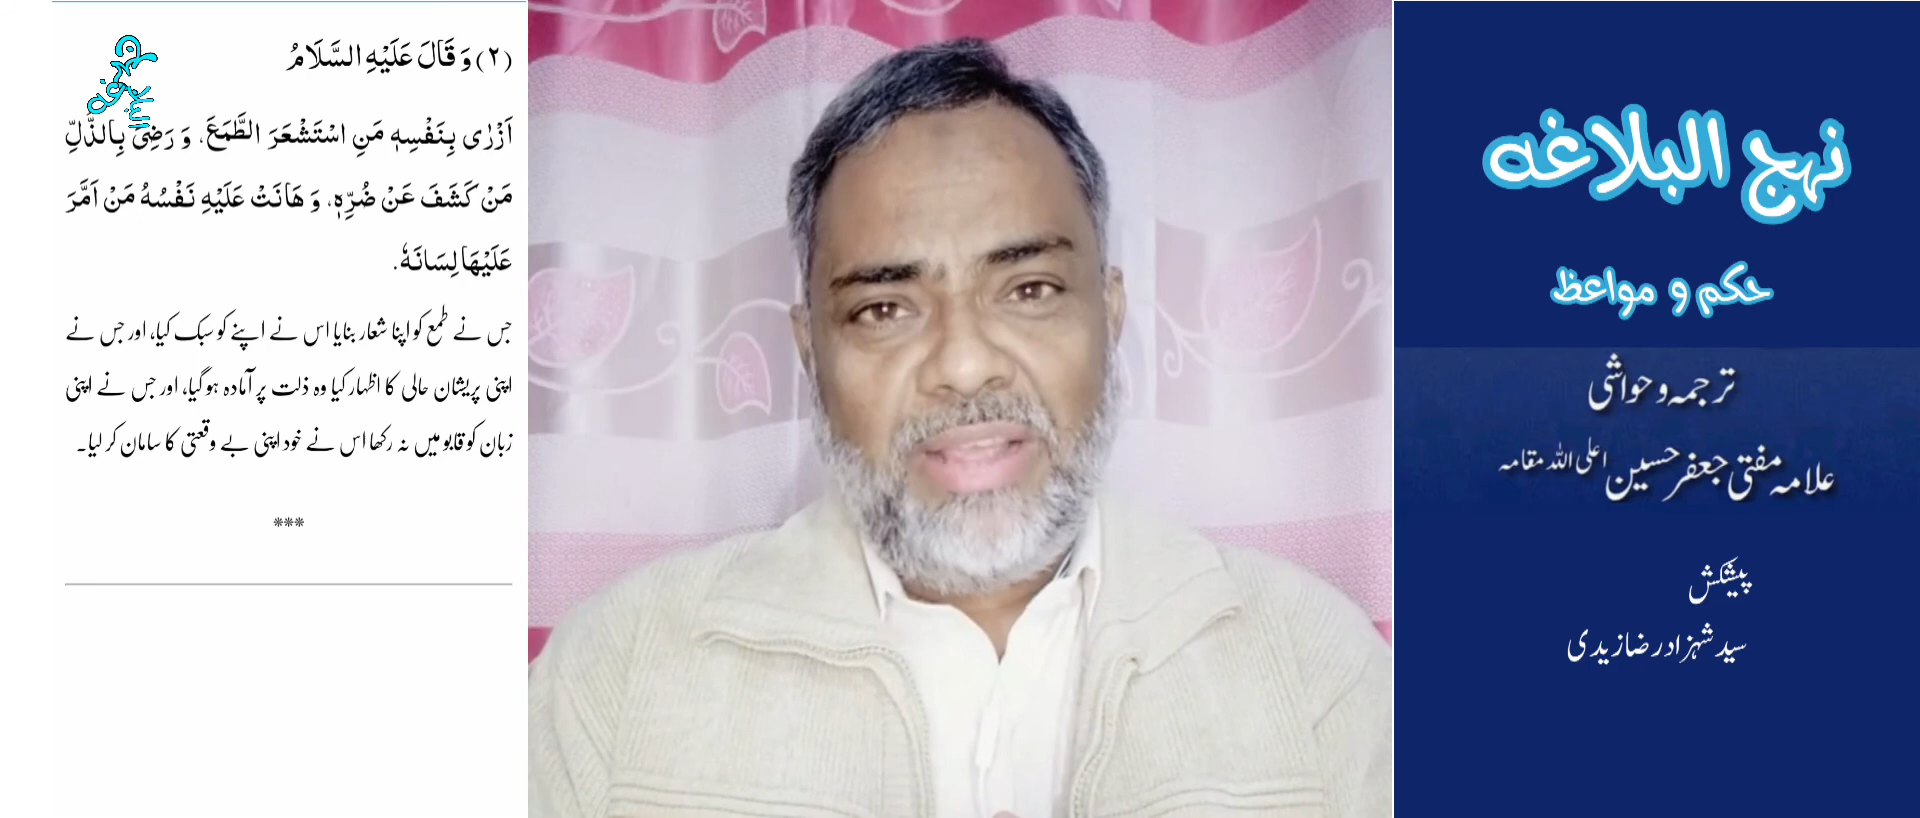 (۲) وَ قَالَ عَلَیْهِ السَّلَامُ
اَزْرٰی بِنَفْسِهٖ مَنِ اسْتَشْعَرَ الطَّمَعَ، وَ رَضِیَ بِالذُّلِّ
مَنْ كَشَفَ عَنْ ضُرِّهٖ، وَ هَانَتْ عَلَیْهِ نَفْسُهٗ مَنْ اَمَّرَ
عَلَیْهَا لِسَانَهٗ.
جس نے طمع کو اپنا شعار بنایا اس نے اپنے کو سبک کیا، اور جس نے
اپنی پریشان حالی کا اظہار کیا وہ ذلت پر آمادہ ہو گیا، اور جس نے اپنی
زبان کو قابو میں نہ رکھا اس نے خود اپنی بے وقعتی کا سامان کر لیا۔
***
نہج البلاغہ
حکم و مواعظ
ترجمہ و حواشی
علامہ مفتی جعفر حسین اعلی اللہ مقامہ
پیشکش
سید شہزاد رضا زیدی